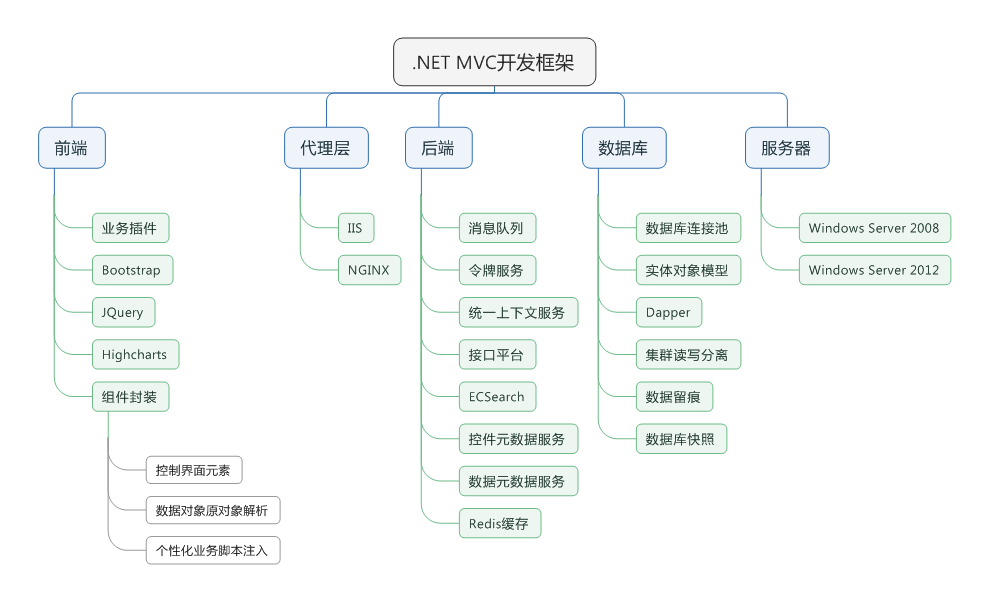 .NET MVC开发框架
前端
代理层
后端
数据库
服务器
业务插件
Bootstrap
JQuery
Highcharts
组件封装
控制界面元素
数据对象原对象解析
个性化业务脚本注入
IIS
NGINX
消息队列
令牌服务
统一上下文服务
接口平台
ECSearch
控件元数据服务
数据元数据服务
Redis缓存
数据库连接池
实体对象模型
Dapper
集群读写分离
数据留痕
数据库快照
Windows Server 2008
Windows Server 2012